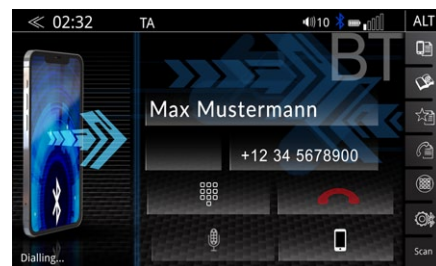 02:32 TA 10 ALT
BT
Max Mustermann
+12 34 5678900
Dialling...
Scan